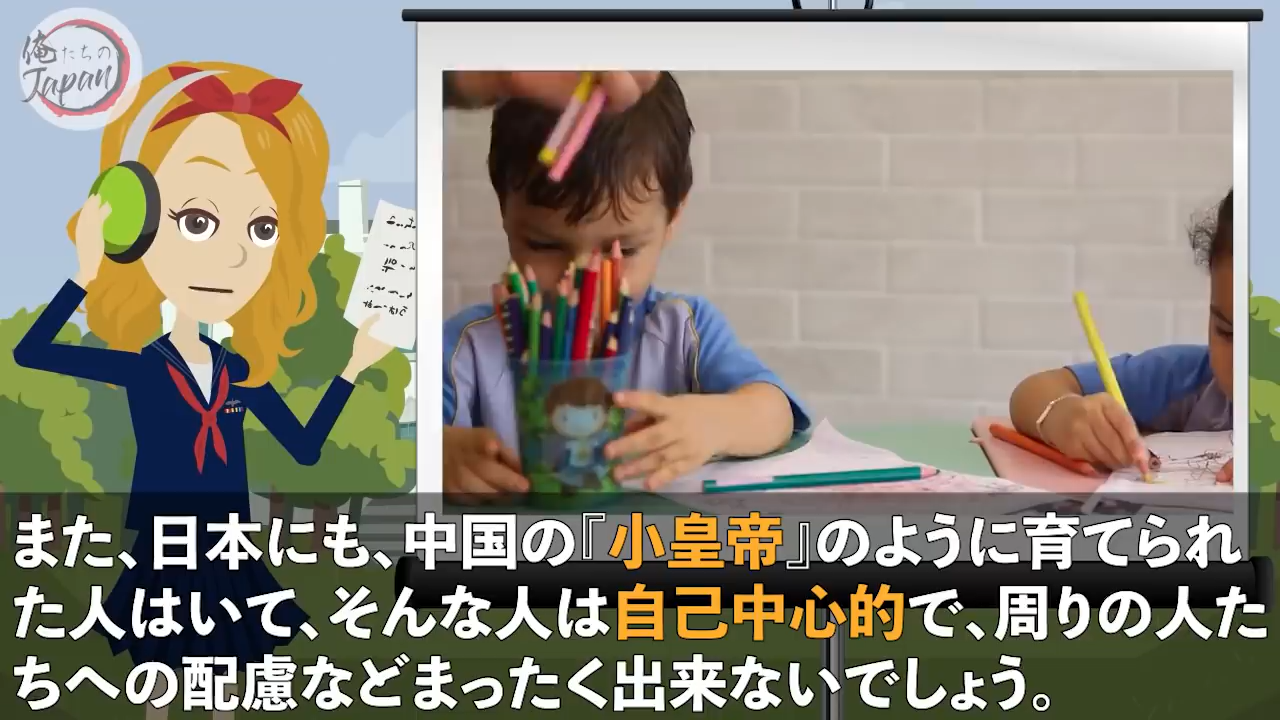 俺たちの
Japan
また、日本にも、中国の『小皇帝』のように育てられ
た人はいて、そんな人は自己中心的で、周りの人た
ちへの配慮などまったく出来ないでしょう。